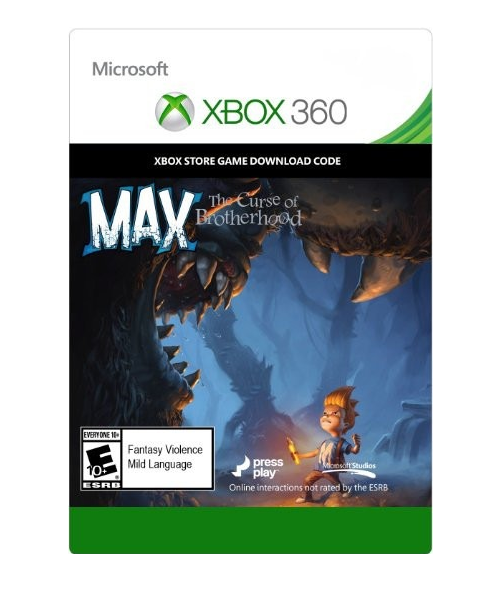 Microsoft
XBOX 360
XBOX STORE GAME DOWNLOAD CODE
MAX
The Curse of
Brotherhood
EVERYONE 10+
E
10+
ESRB
Fantasy Violence
Mild Language
press
play
Microsoft Studios
Online interactions not rated by the ESRB